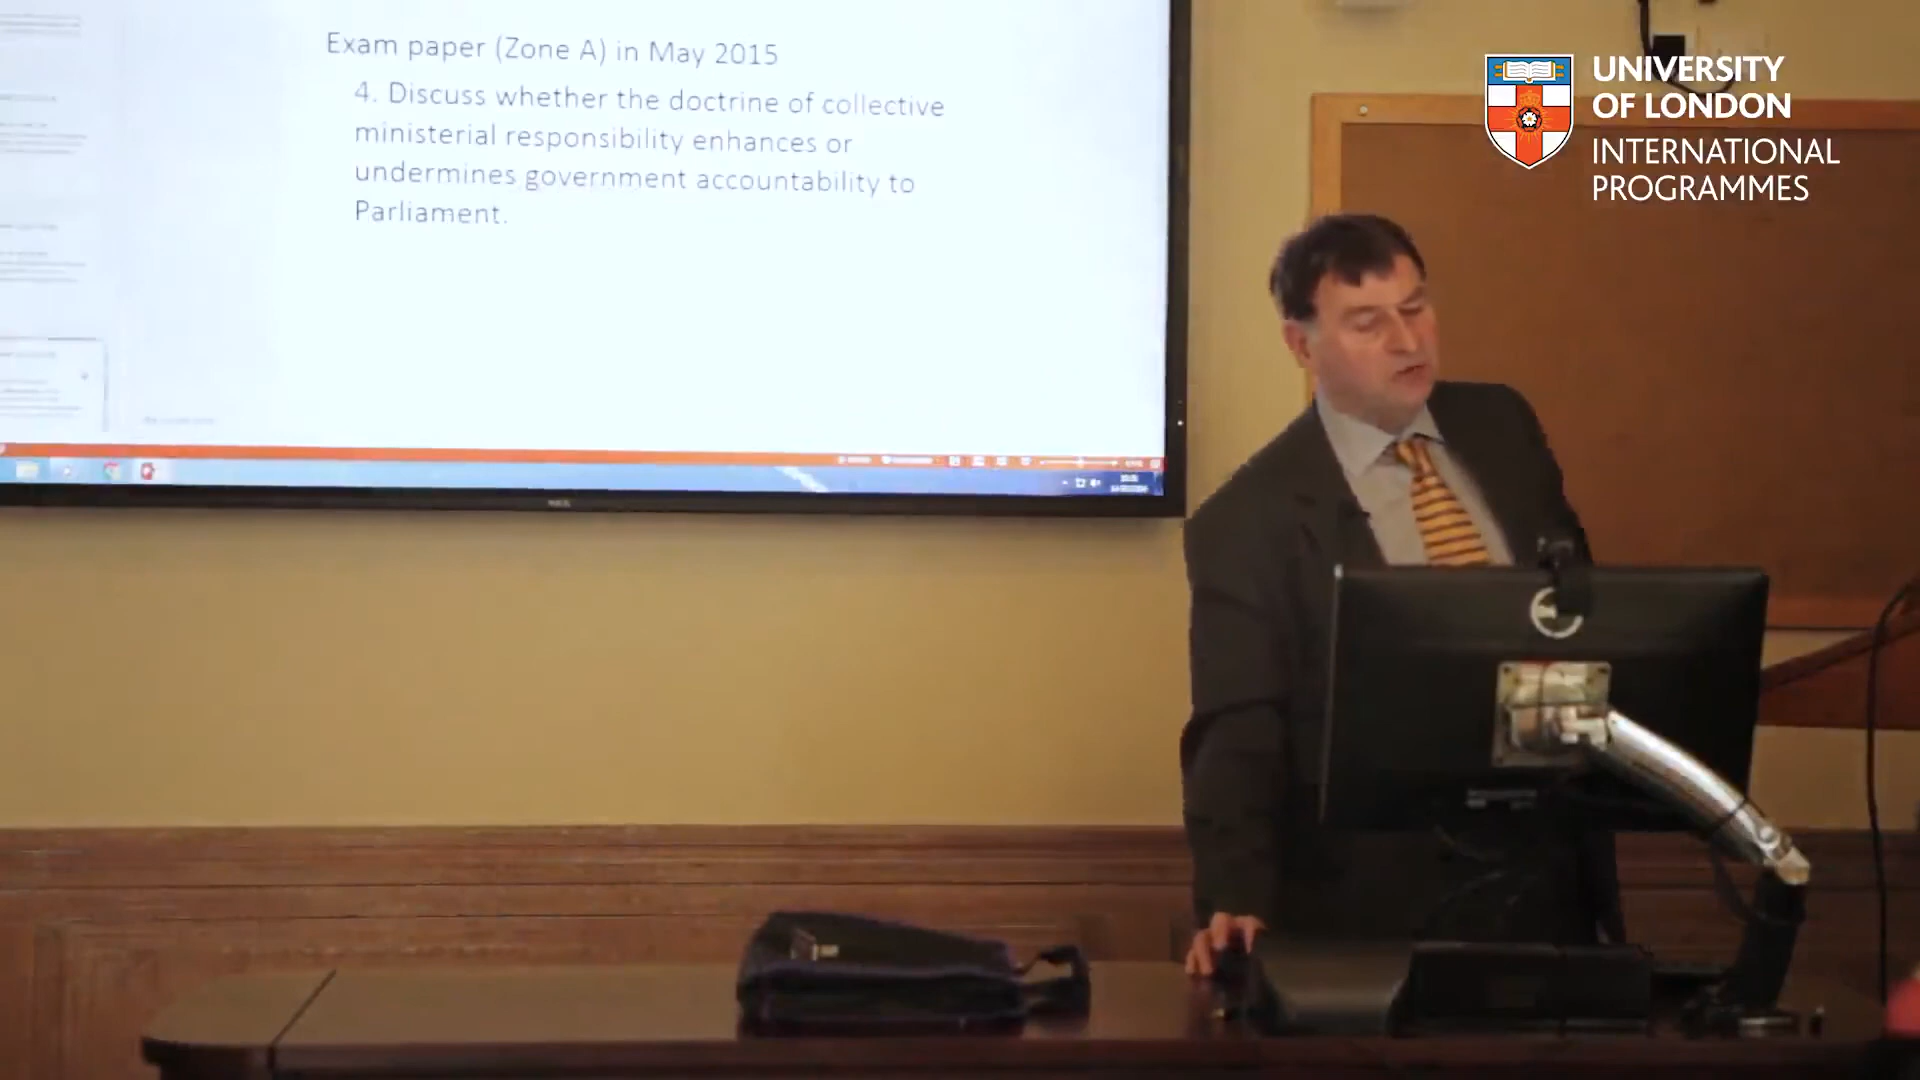 Exam paper (Zone A) in May 2015
4. Discuss whether the doctrine of collective
ministerial responsibility enhances or
undermines government accountability to
Parliament.
UNIVERSITY
OF LONDON
INTERNATIONAL
PROGRAMMES